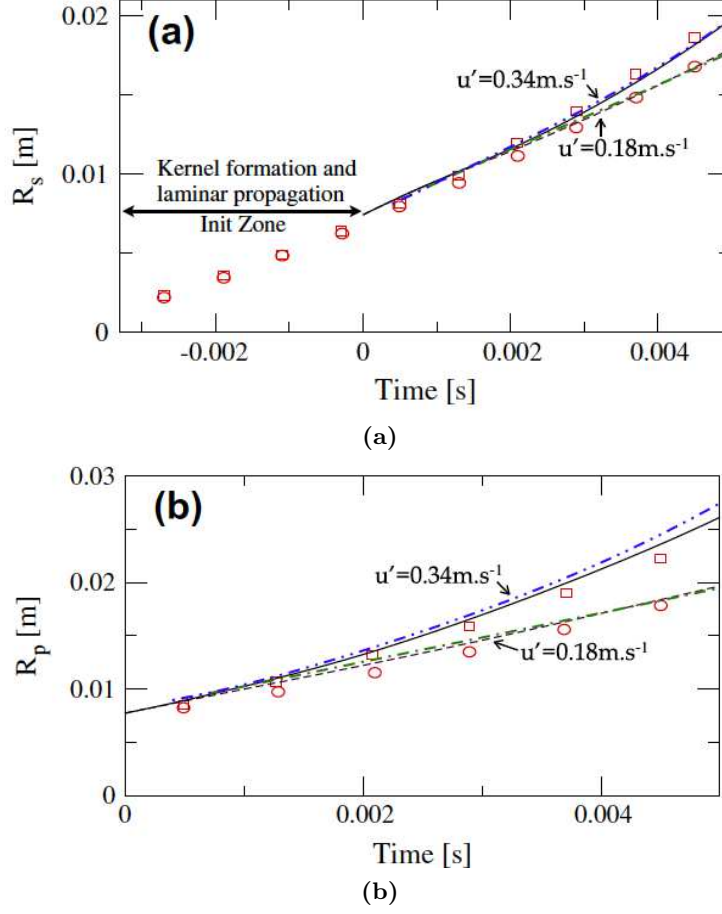 0.02
(a)
u'=0.34m.s-1
u'=0.18m.s-1
Rs [m]
0.01
Kernel formation and
laminar propagation
Init Zone
0
-0.002
0
0.002
0.004
Time [s]
(a)
0.03
(b)
0.02
u'=0.34m.s-1
Rp [m]
u'=0.18m.s-1
0.01
0
0
0.002
0.004
Time [s]
(b)